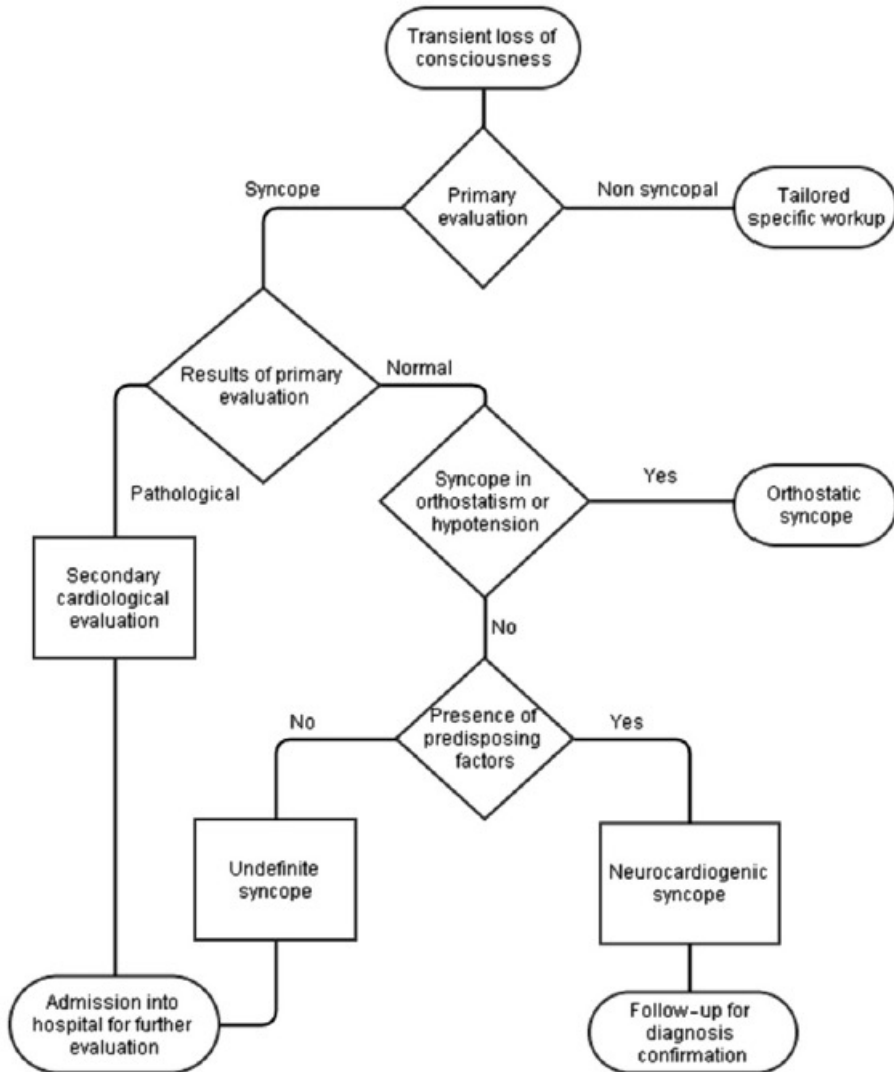 Transient loss of
consciousness
Syncope
Primary
evaluation
Non syncopal
Tailored
specific workup
Results of primary
evaluation
Normal
Pathological
Syncope in
orthostatism or
hypotension
Yes
Orthostatic
syncope
Secondary
cardiological
evaluation
No
No
Presence of
predisposing
factors
Yes
Undefinite
syncope
Neurocardiogenic
syncope
Admission into
hospital for further
evaluation
Follow-up for
diagnosis
confirmation